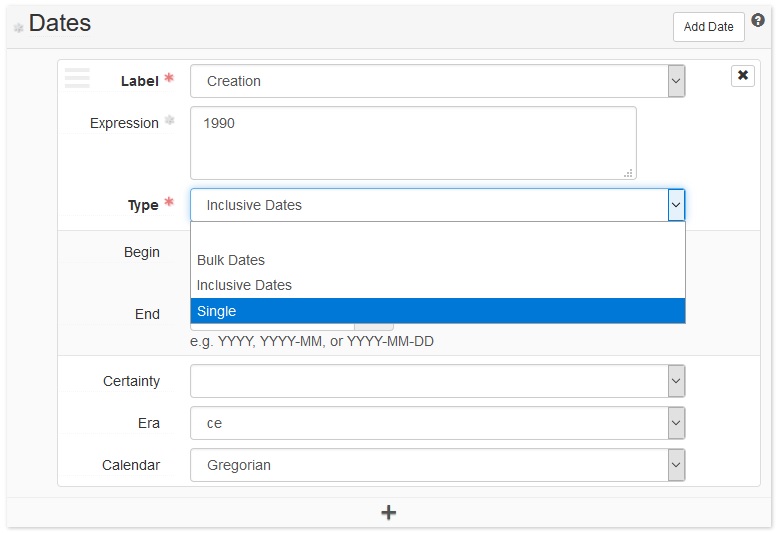 Dates
Add Date
Label *
Creation
Expression
1990
Type *
Inclusive Dates
Bulk Dates
Inclusive Dates
Single
Begin
End
e.g. YYYY, YYYY-MM, or YYYY-MM-DD
Certainty
Era
ce
Calendar
Gregorian